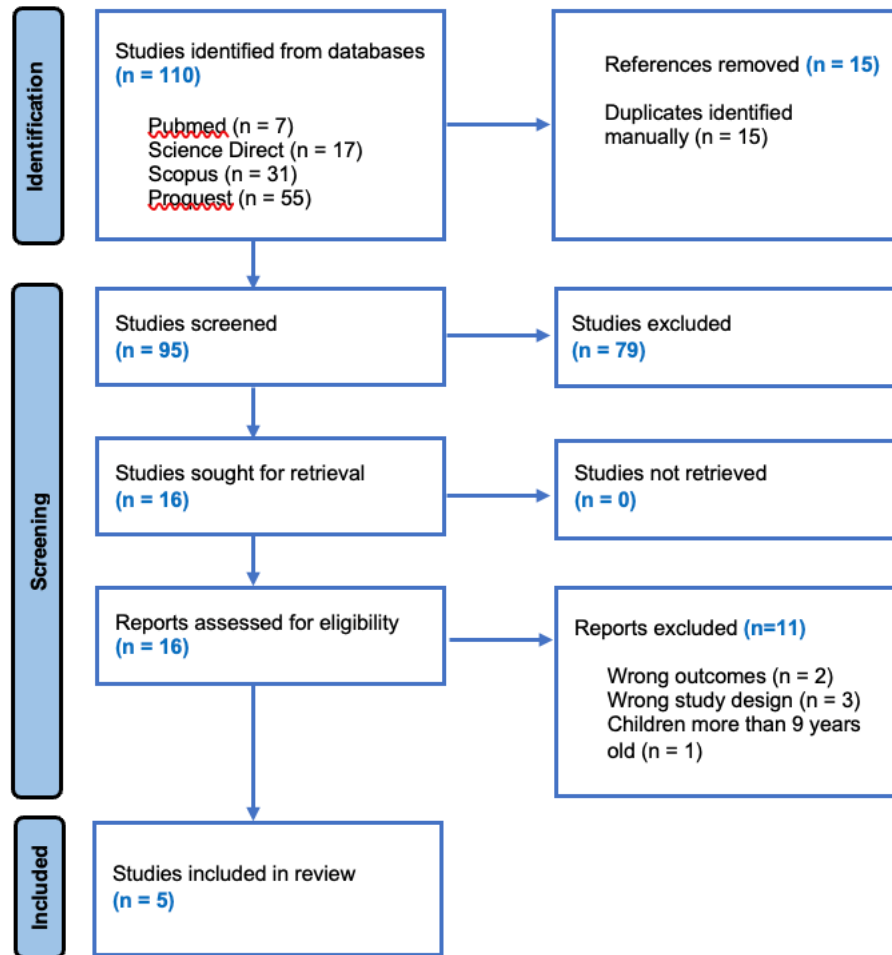 Identification
Studies identified from databases
(n = 110)
Pubmed (n = 7)
Science Direct (n = 17)
Scopus (n = 31)
Proquest (n = 55)
References removed (n = 15)
Duplicates identified
manually (n = 15)
Screening
Studies screened
(n = 95)
Studies excluded
(n = 79)
Studies sought for retrieval
(n = 16)
Studies not retrieved
(n = 0)
Reports assessed for eligibility
(n = 16)
Reports excluded (n=11)
Wrong outcomes (n = 2)
Wrong study design (n = 3)
Children more than 9 years
old (n = 1)
Included
Studies included in review
(n = 5)